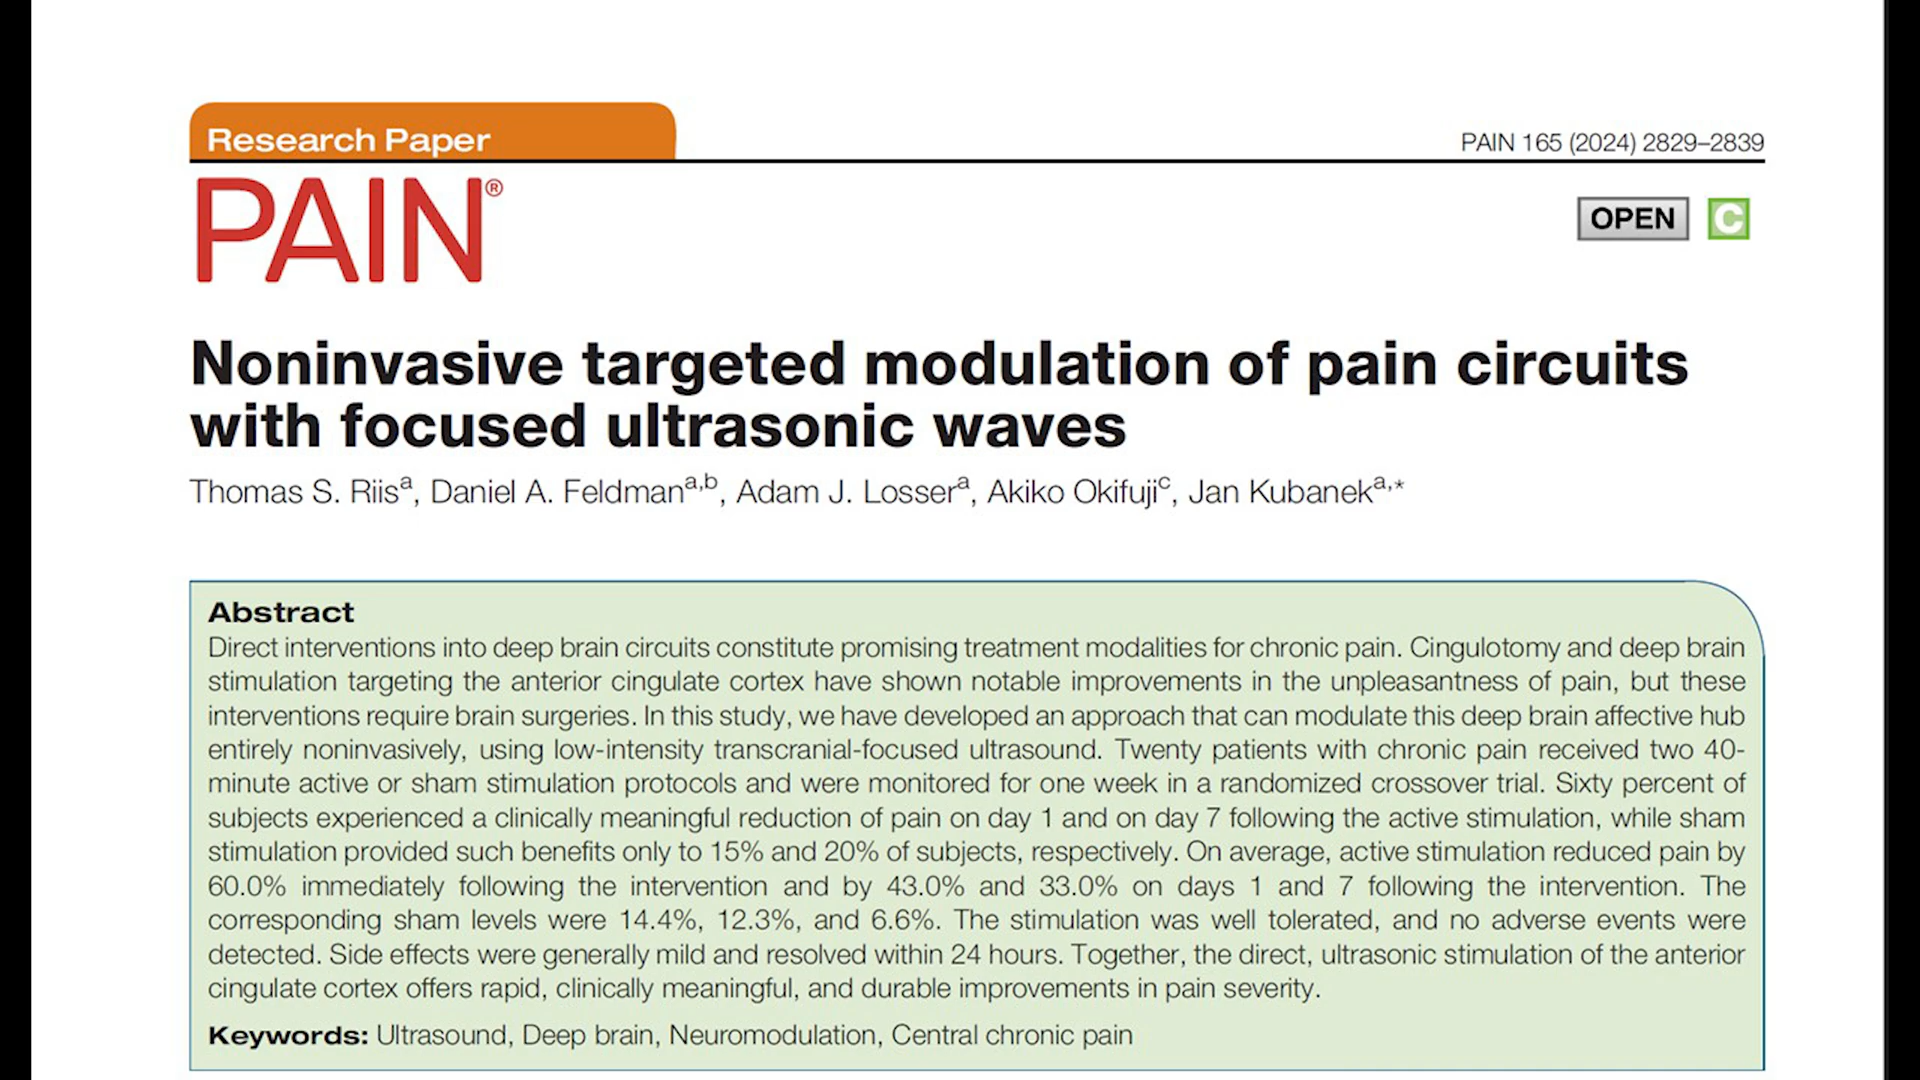 Research Paper
PAIN 165 (2024) 2829–2839
PAIN®
OPEN C
Noninvasive targeted modulation of pain circuits
with focused ultrasonic waves
Thomas S. Riisᵃ, Daniel A. Feldmanᵃ,ᵇ, Adam J. Losserᵃ, Akiko Okifujiᶜ, Jan Kubanekᵃ,*
Abstract
Direct interventions into deep brain circuits constitute promising treatment modalities for chronic pain. Cingulotomy and deep brain
stimulation targeting the anterior cingulate cortex have shown notable improvements in the unpleasantness of pain, but these
interventions require brain surgeries. In this study, we have developed an approach that can modulate this deep brain affective hub
entirely noninvasively, using low-intensity transcranial-focused ultrasound. Twenty patients with chronic pain received two 40-
minute active or sham stimulation protocols and were monitored for one week in a randomized crossover trial. Sixty percent of
subjects experienced a clinically meaningful reduction of pain on day 1 and on day 7 following the active stimulation, while sham
stimulation provided such benefits only to 15% and 20% of subjects, respectively. On average, active stimulation reduced pain by
60.0% immediately following the intervention and by 43.0% and 33.0% on days 1 and 7 following the intervention. The
corresponding sham levels were 14.4%, 12.3%, and 6.6%. The stimulation was well tolerated, and no adverse events were
detected. Side effects were generally mild and resolved within 24 hours. Together, the direct, ultrasonic stimulation of the anterior
cingulate cortex offers rapid, clinically meaningful, and durable improvements in pain severity.
Keywords: Ultrasound, Deep brain, Neuromodulation, Central chronic pain